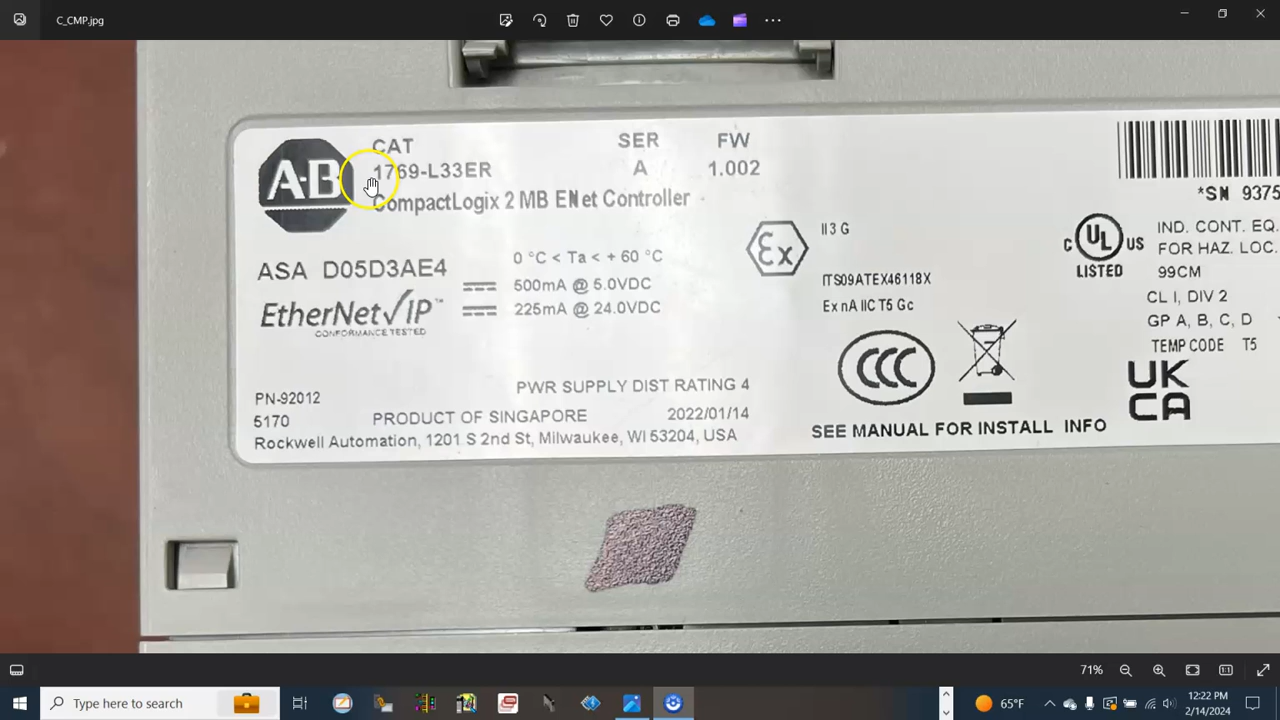 C_CMP.jpg
A-B
CAT
1769-L33ER
CompactLogix 2 MB ENet Controller
SER
A
FW
1.002
*SN 9375
ASA D05D3AE4
EtherNet/IP™
CONFORMANCE TESTED
0 °C < Ta < + 60 °C
500mA @ 5.0VDC
225mA @ 24.0VDC
Ex
II 3 G
ITS09ATEX46118X
Ex nA IIC T5 Gc
C UL US
LISTED
IND. CONT. EQ.
FOR HAZ. LOC.
99CM
CL I, DIV 2
GP A, B, C, D
TEMP CODE T5
CCC
UK
CA
PWR SUPPLY DIST RATING 4
PN-92012
5170
PRODUCT OF SINGAPORE
2022/01/14
Rockwell Automation, 1201 S 2nd St, Milwaukee, WI 53204, USA
SEE MANUAL FOR INSTALL INFO
71%
Type here to search
65°F
12:22 PM
2/14/2024